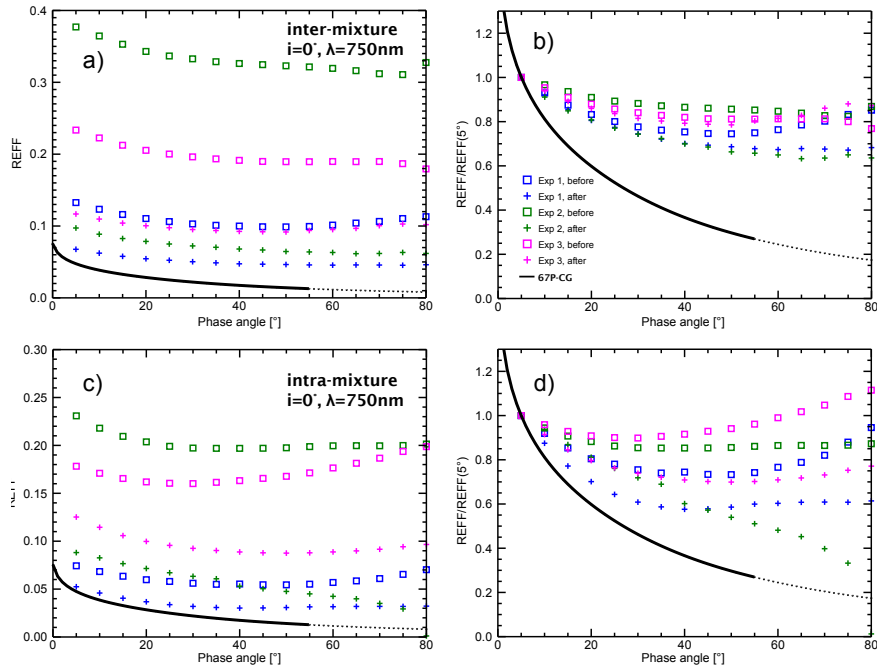 0.4
0.3
0.2
0.1
0.0
REFF
a)
inter-mixture
i=0°, λ=750nm
0
20
40
60
80
Phase angle [°]
b)
1.2
1.0
0.8
0.6
0.4
0.2
0.0
REFF/REFF(5°)
Exp 1, before
Exp 1, after
Exp 2, before
Exp 2, after
Exp 3, before
Exp 3, after
67P-CG
0
20
40
60
80
Phase angle [°]
0.30
0.25
0.20
0.15
0.10
0.05
0.00
c)
intra-mixture
i=0°, λ=750nm
0
20
40
60
80
Phase angle [°]
d)
1.2
1.0
0.8
0.6
0.4
0.2
0.0
REFF/REFF(5°)
0
20
40
60
80
Phase angle [°]